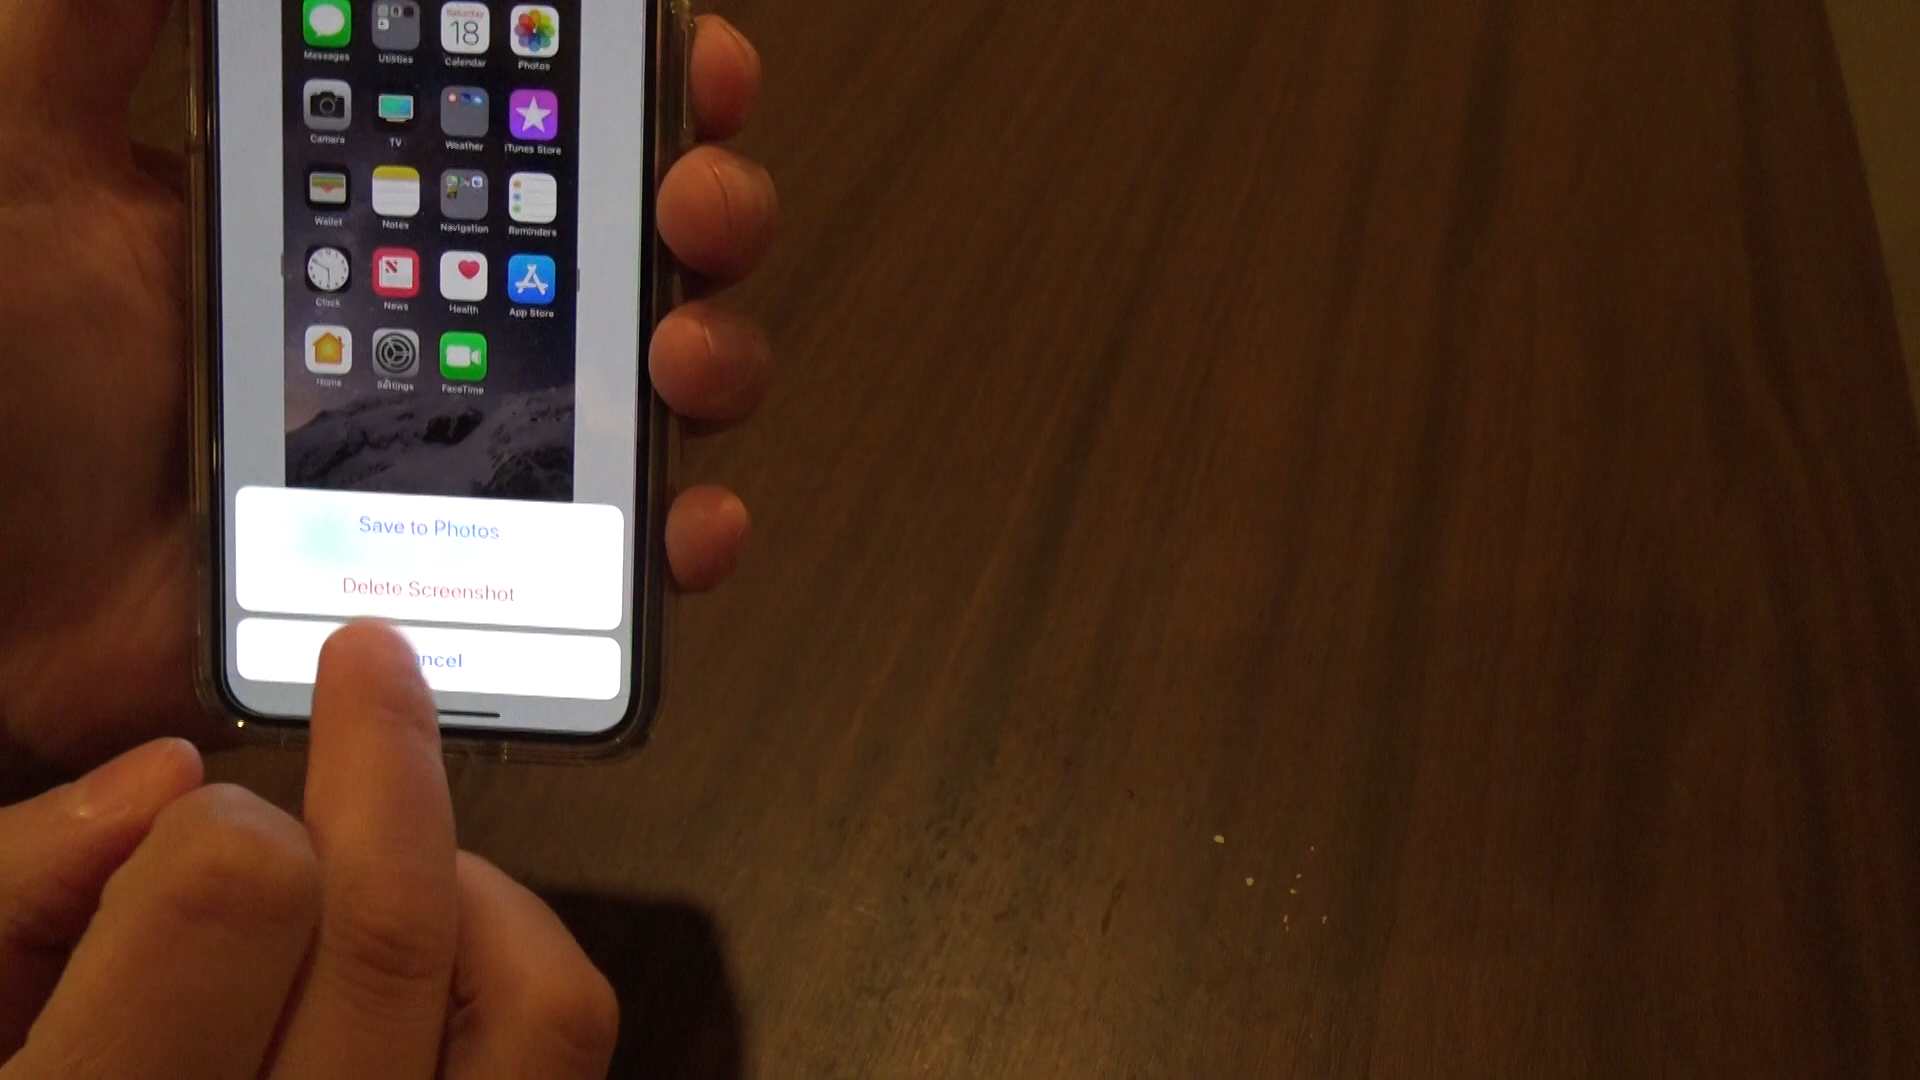 Saturday
18
Messages Utilities Calendar Photos
Camera TV Weather iTunes Store
Wallet Notes Navigation Reminders
Clock News Health App Store
Home Settings FaceTime
Save to Photos
Delete Screenshot
ncel